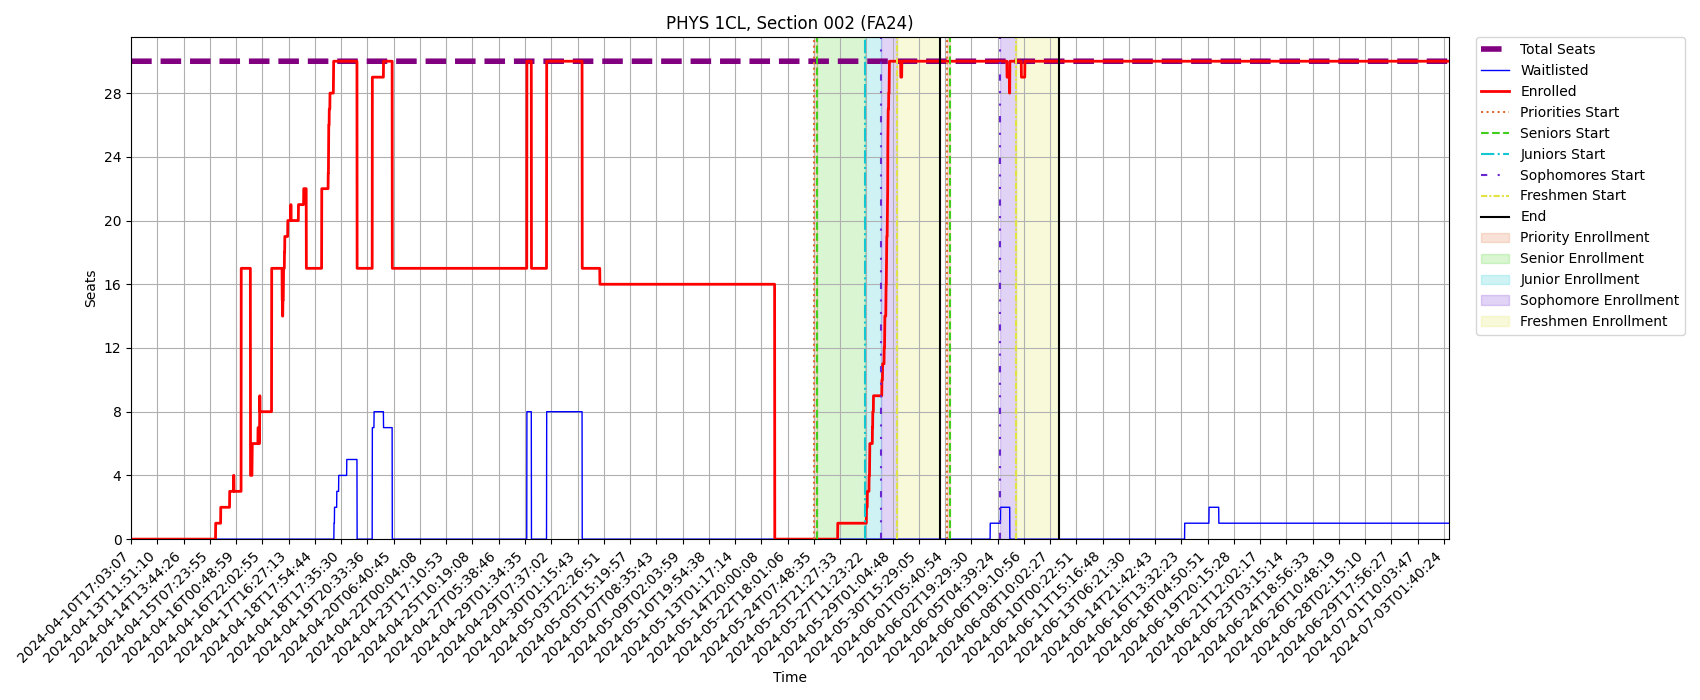 PHYS 1CL, Section 002 (FA24)
Seats
28
24
20
16
12
8
4
0
2024-04-10T17:03:07
2024-04-13T11:51:10
2024-04-14T13:44:26
2024-04-15T07:23:55
2024-04-16T00:48:59
2024-04-16T22:02:55
2024-04-17T16:27:13
2024-04-18T17:54:44
2024-04-18T17:35:30
2024-04-19T20:33:36
2024-04-20T06:40:45
2024-04-22T00:04:08
2024-04-23T17:10:53
2024-04-25T10:19:08
2024-04-27T05:38:46
2024-04-29T01:34:35
2024-04-29T07:37:02
2024-04-30T01:15:43
2024-05-03T22:26:51
2024-05-05T15:19:57
2024-05-07T08:35:43
2024-05-09T02:03:59
2024-05-10T19:54:38
2024-05-13T01:17:14
2024-05-14T20:00:08
2024-05-22T18:01:06
2024-05-24T07:48:35
2024-05-25T21:27:33
2024-05-27T11:23:22
2024-05-29T01:04:48
2024-05-30T15:29:05
2024-06-01T05:40:54
2024-06-02T19:29:30
2024-06-05T04:39:24
2024-06-06T19:10:56
2024-06-08T10:02:27
2024-06-10T00:22:51
2024-06-11T15:16:48
2024-06-13T06:21:30
2024-06-14T21:42:43
2024-06-16T13:32:23
2024-06-18T04:50:51
2024-06-19T20:15:28
2024-06-21T12:02:17
2024-06-23T03:15:14
2024-06-24T18:56:33
2024-06-26T10:48:19
2024-06-28T02:15:10
2024-06-29T17:56:27
2024-07-01T10:03:47
2024-07-03T01:40:24
Time
Total Seats
Waitlisted
Enrolled
Priorities Start
Seniors Start
Juniors Start
Sophomores Start
Freshmen Start
End
Priority Enrollment
Senior Enrollment
Junior Enrollment
Sophomore Enrollment
Freshmen Enrollment